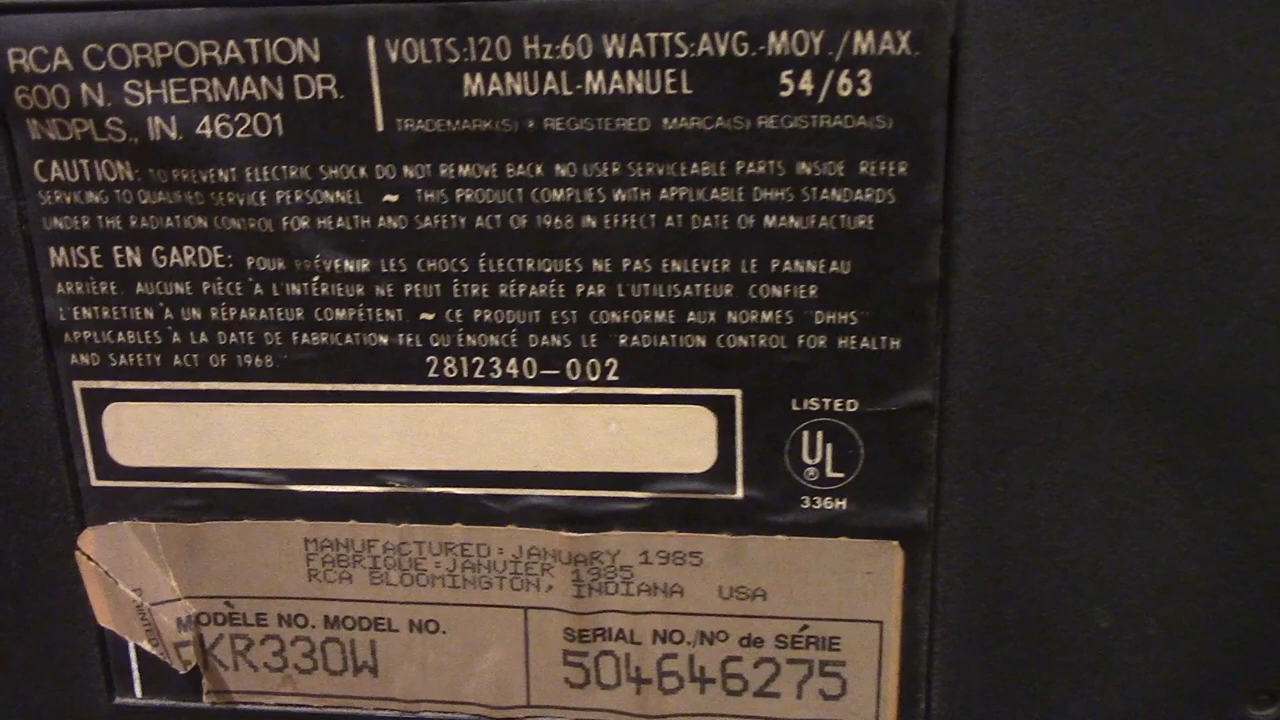 RCA CORPORATION
600 N. SHERMAN DR.
INDPLS., IN. 46201
VOLTS:120 Hz:60 WATTS:AVG.-MOY./MAX.
MANUAL-MANUEL 54/63
TRADEMARK(S) ® REGISTERED MARCA(S) REGISTRADA(S)
CAUTION: TO PREVENT ELECTRIC SHOCK DO NOT REMOVE BACK NO USER SERVICEABLE PARTS INSIDE REFER
SERVICING TO QUALIFIED SERVICE PERSONNEL ~ THIS PRODUCT COMPLIES WITH APPLICABLE DHHS STANDARDS
UNDER THE RADIATION CONTROL FOR HEALTH AND SAFETY ACT OF 1968 IN EFFECT AT DATE OF MANUFACTURE
MISE EN GARDE: POUR PRÉVENIR LES CHOCS ÉLECTRIQUES NE PAS ENLEVER LE PANNEAU
ARRIÈRE. AUCUNE PIÈCE À L'INTÉRIEUR NE PEUT ÊTRE RÉPARÉE PAR L'UTILISATEUR. CONFIER
L'ENTRETIEN À UN RÉPARATEUR COMPÉTENT. ~ CE PRODUIT EST CONFORME AUX NORMES "DHHS"
APPLICABLES À LA DATE DE FABRICATION TEL QU'ÉNONCÉ DANS LE "RADIATION CONTROL FOR HEALTH
AND SAFETY ACT OF 1968."
2812340-002
LISTED
UL ®
336H
MANUFACTURED:JANUARY 1985
FABRIQUE:JANVIER 1985
RCA BLOOMINGTON, INDIANA USA
PRINTED
MODÈLE NO. MODEL NO.
KR330W
SERIAL NO./Nº de SÉRIE
504646275